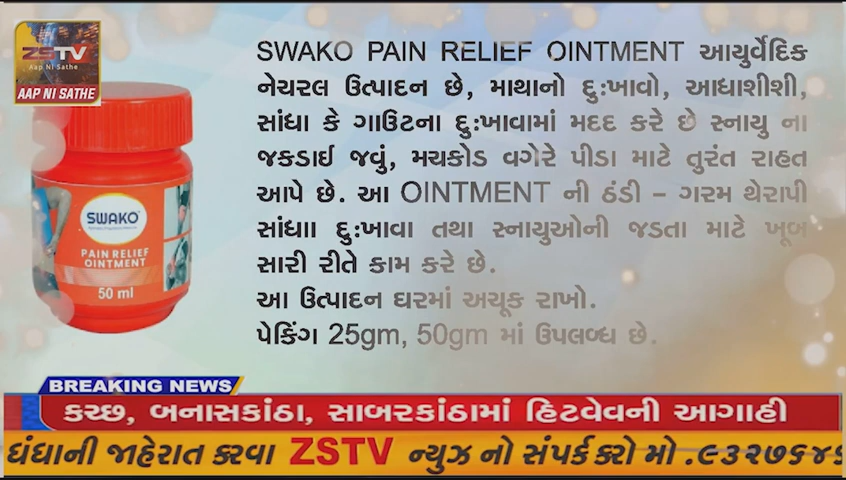 ZSTV
Aap Ni Sathe
AAP NI SATHE
SWAKO PAIN RELIEF OINTMENT આયુર્વેદિક
નેચરલ ઉત્પાદન છે, માથાનો દુઃખાવો, આધાશીશી,
સાંધા કે ગાઉટના દુઃખાવામાં મદદ કરે છે સ્નાયુ ના
જકડાઈ જવું, મચકોડ વગેરે પીડા માટે તુરંત રાહત
આપે છે. આ OINTMENT ની ઠંડી – ગરમ થેરાપી
સાંધાા દુઃખાવા તથા સ્નાયુઓની જડતા માટે ખૂબ
સારી રીતે કામ કરે છે.
આ ઉત્પાદન ઘરમાં અચૂક રાખો.
પેકિંગ 25gm, 50gm માં ઉપલબ્ધ છે.
SWAKO
PAIN RELIEF
OINTMENT
50 ml
BREAKING NEWS
કચ્છ, બનાસકાંઠા, સાબરકાંઠામાં હિટવેવની આગાહી
ધંધાની જાહેરાત કરવા ZSTV ન્યુઝ નો સંપર્ક કરો મો .૯૩૨૭૬૪